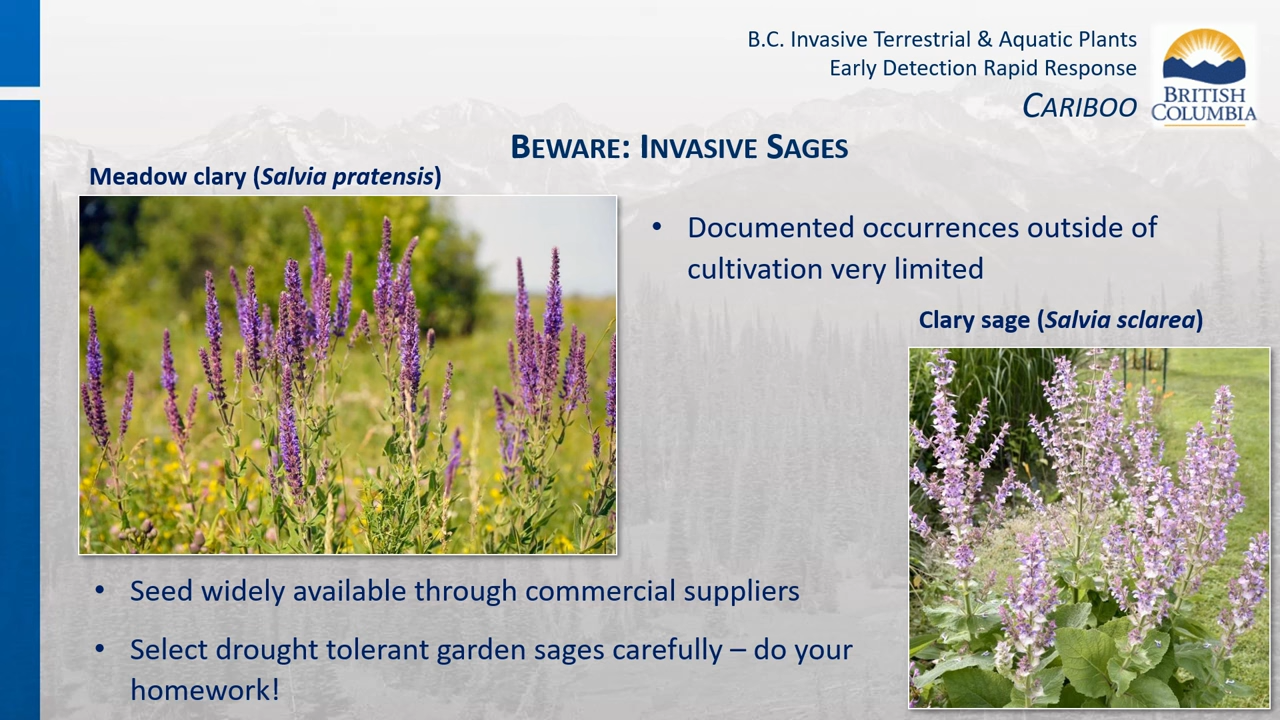 B.C. Invasive Terrestrial & Aquatic Plants
Early Detection Rapid Response
CARIBOO
BRITISH
COLUMBIA
BEWARE: INVASIVE SAGES
Meadow clary (Salvia pratensis)
• Documented occurrences outside of
cultivation very limited
Clary sage (Salvia sclarea)
• Seed widely available through commercial suppliers
• Select drought tolerant garden sages carefully – do your
homework!